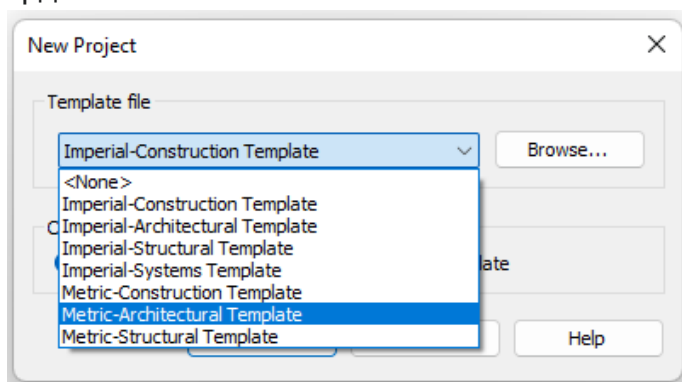 New Project
Template file
Imperial-Construction Template
Browse...
<None>
Imperial-Construction Template
Imperial-Architectural Template
Imperial-Structural Template
Imperial-Systems Template
Metric-Construction Template
Metric-Architectural Template
Metric-Structural Template
Help